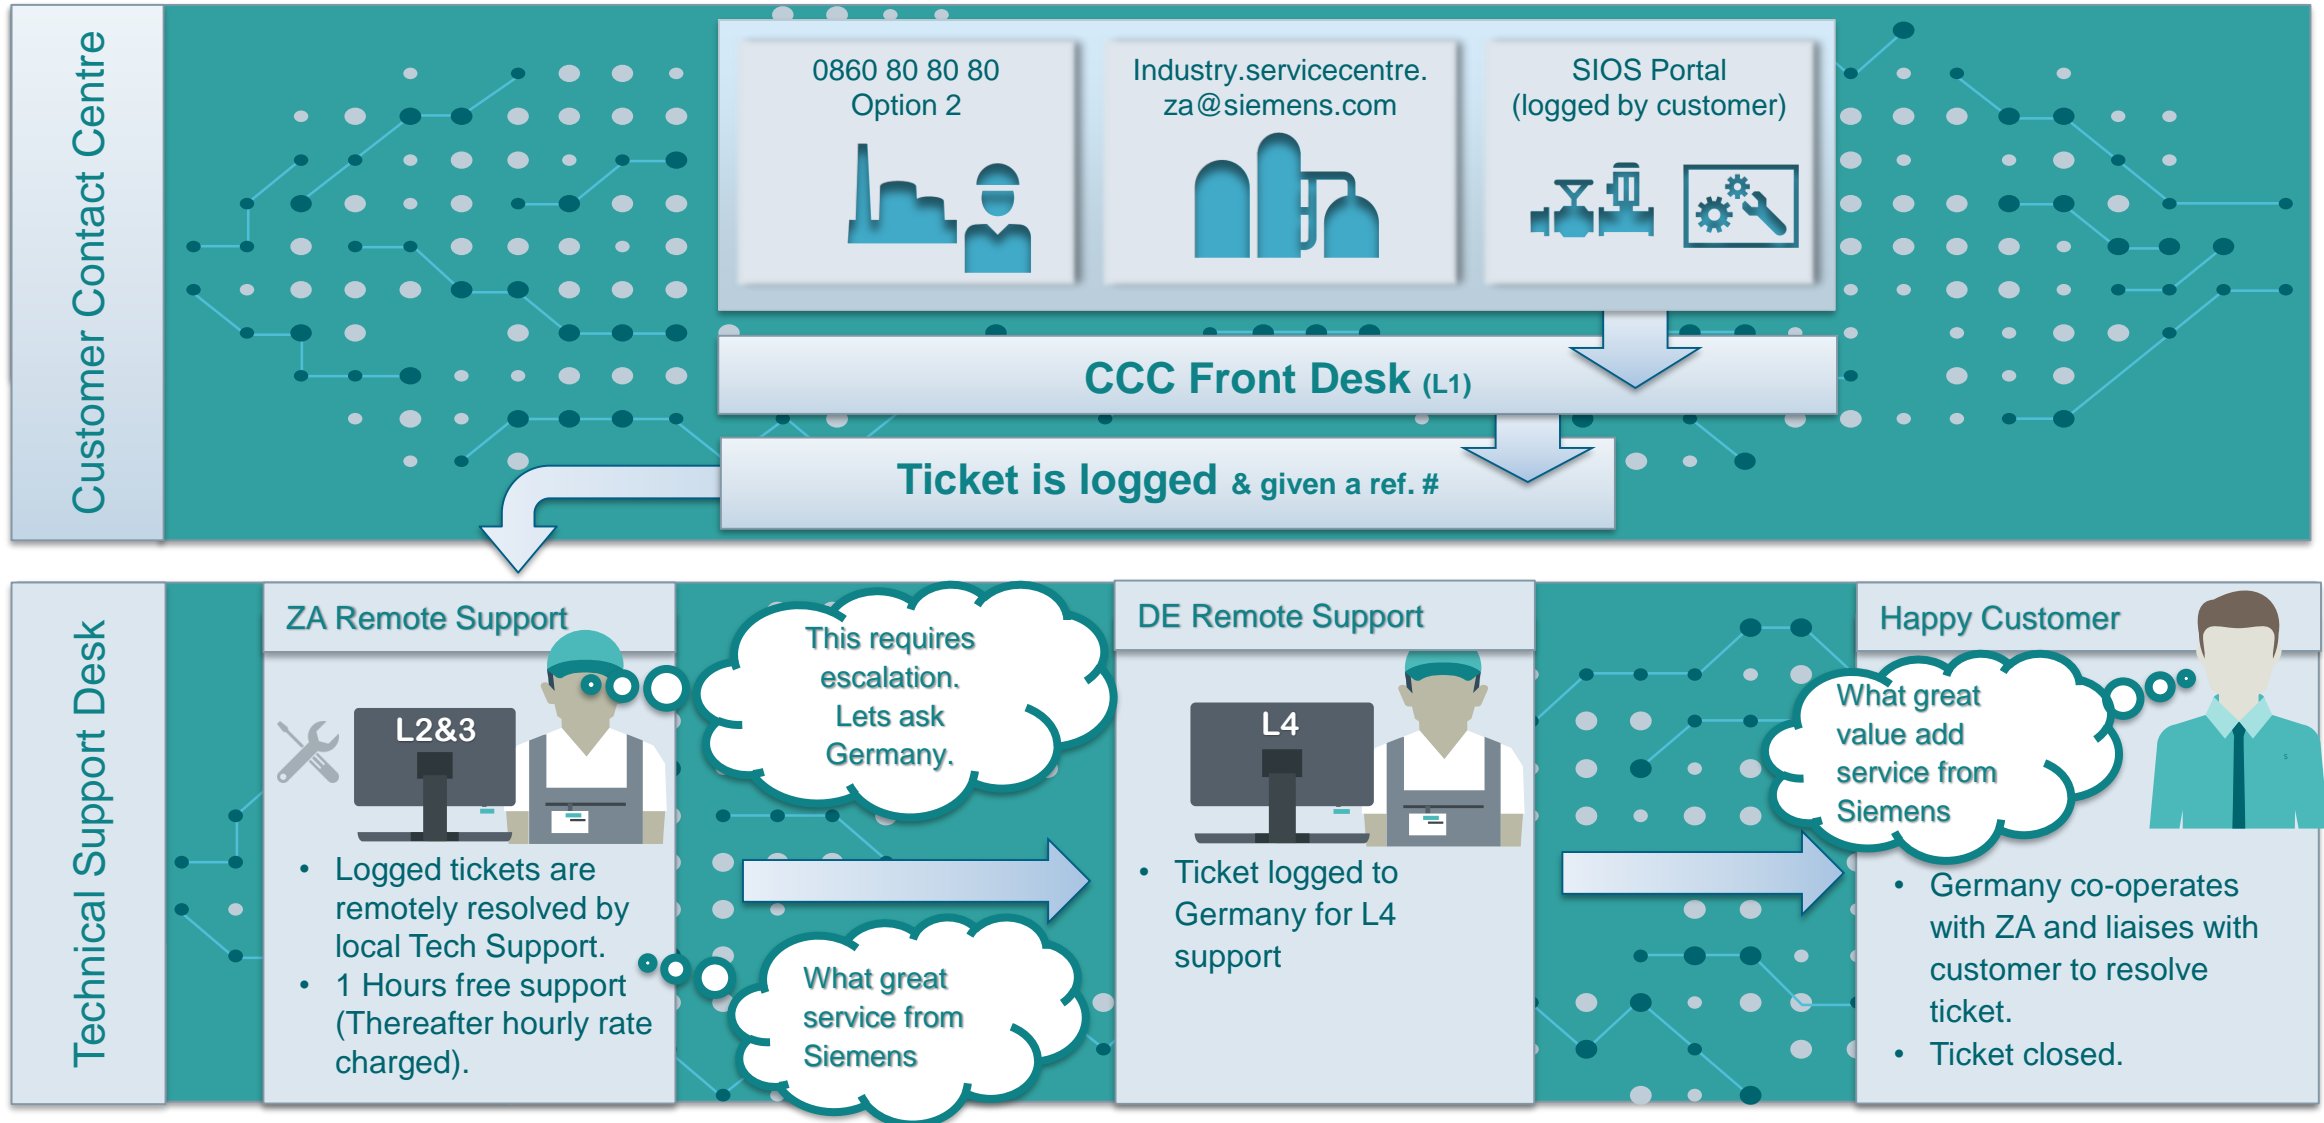 Customer Contact Centre
0860 80 80 80
Option 2
Industry.servicecentre.
za@siemens.com
SIOS Portal
(logged by customer)
CCC Front Desk (L1)
Ticket is logged & given a ref. #
Technical Support Desk
ZA Remote Support
L2&3
• Logged tickets are
remotely resolved by
local Tech Support.
• 1 Hours free support
(Thereafter hourly rate
charged).
This requires
escalation.
Lets ask
Germany.
What great
service from
Siemens
DE Remote Support
L4
• Ticket logged to
Germany for L4
support
Happy Customer
What great
value add
service from
Siemens
s
• Germany co-operates
with ZA and liaises with
customer to resolve
ticket.
• Ticket closed.